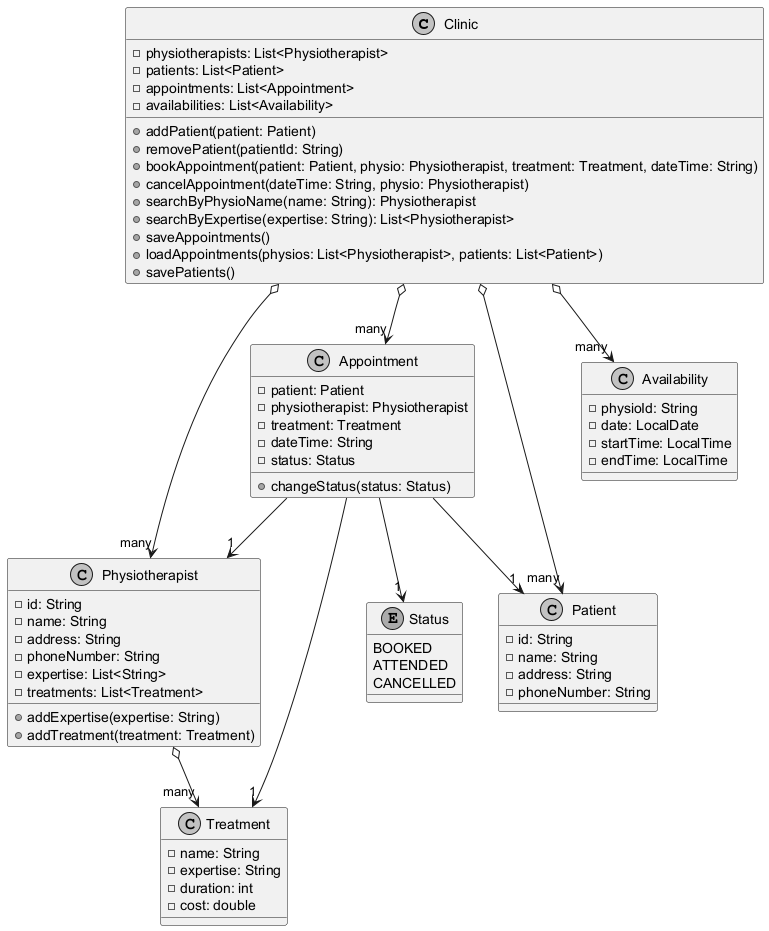 C Clinic
physiotherapists: List<Physiotherapist>
patients: List<Patient>
appointments: List<Appointment>
availabilities: List<Availability>
addPatient(patient: Patient)
removePatient(patientId: String)
bookAppointment(patient: Patient, physio: Physiotherapist, treatment: Treatment, dateTime: String)
cancelAppointment(dateTime: String, physio: Physiotherapist)
searchByPhysioName(name: String): Physiotherapist
searchByExpertise(expertise: String): List<Physiotherapist>
saveAppointments()
loadAppointments(physios: List<Physiotherapist>, patients: List<Patient>)
savePatients()
many
many
C Appointment
patient: Patient
physiotherapist: Physiotherapist
treatment: Treatment
dateTime: String
status: Status
changeStatus(status: Status)
C Availability
physioId: String
date: LocalDate
startTime: LocalTime
endTime: LocalTime
many
1
1
1
many
C Physiotherapist
id: String
name: String
address: String
phoneNumber: String
expertise: List<String>
treatments: List<Treatment>
addExpertise(expertise: String)
addTreatment(treatment: Treatment)
E Status
BOOKED
ATTENDED
CANCELLED
C Patient
id: String
name: String
address: String
phoneNumber: String
many
1
C Treatment
name: String
expertise: String
duration: int
cost: double